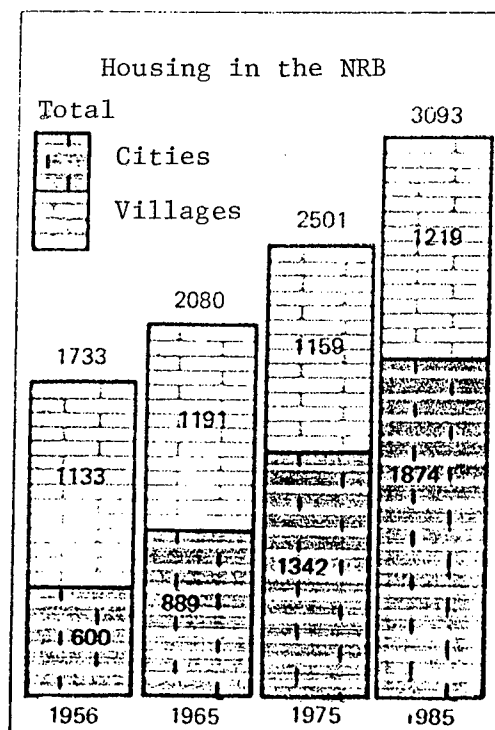 Housing in the NRB
Total
Cities
Villages
3093
1219
1874
2501
1159
1342
2080
1191
889
1733
1133
600
1956 1965 1975 1985